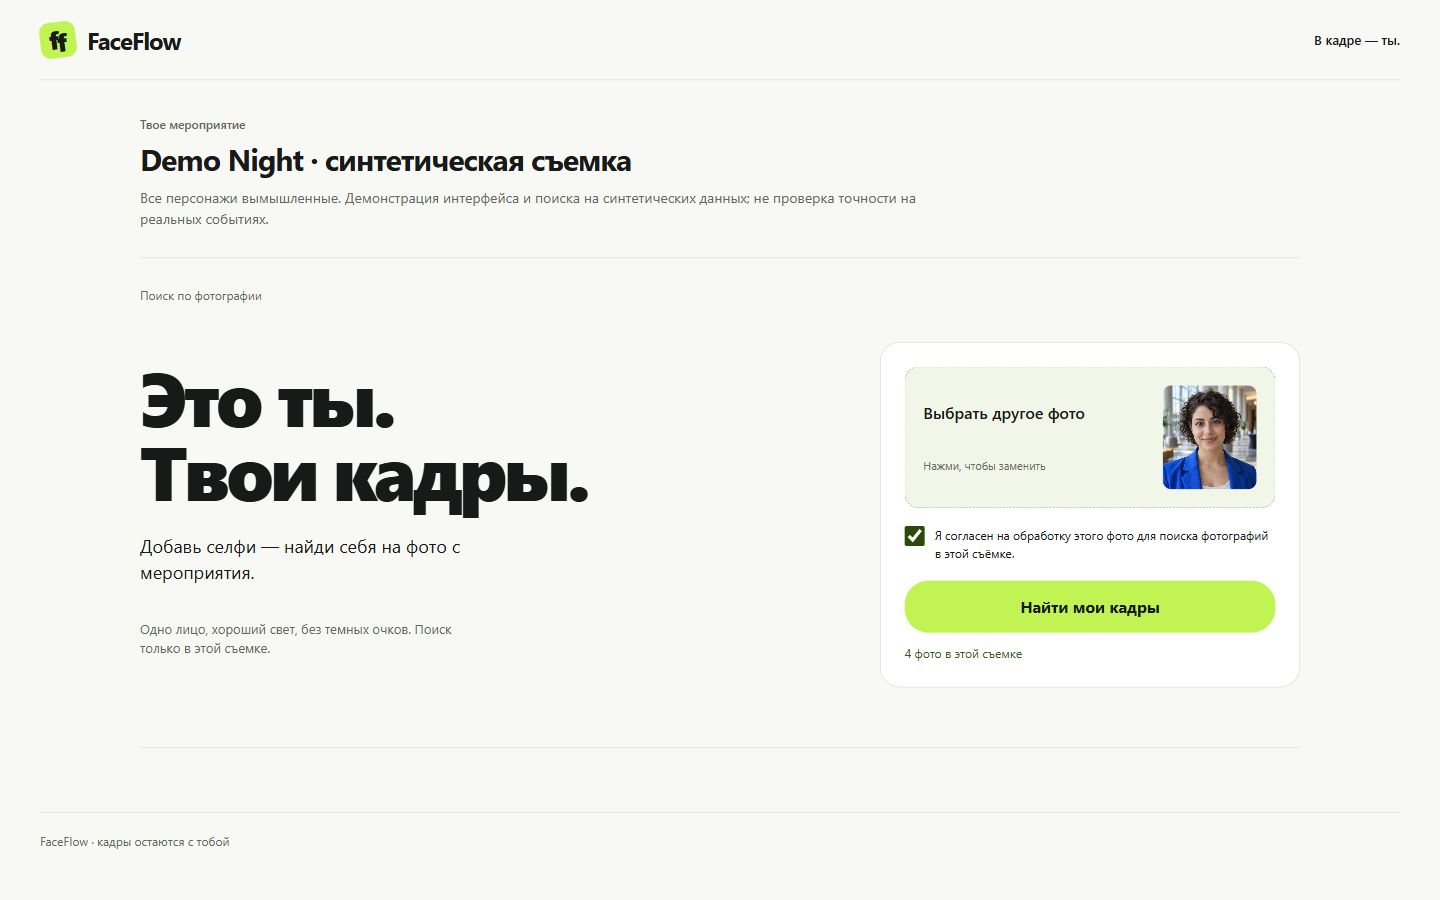 ff FaceFlow
В кадре — ты.
Твое мероприятие
Demo Night · синтетическая съемка
Все персонажи вымышленные. Демонстрация интерфейса и поиска на синтетических данных; не проверка точности на
реальных событиях.
Поиск по фотографии
Это ты.
Твои кадры.
Добавь селфи — найди себя на фото с
мероприятия.
Одно лицо, хороший свет, без темных очков. Поиск
только в этой съемке.
Выбрать другое фото
Нажми, чтобы заменить
Я согласен на обработку этого фото для поиска фотографий
в этой съёмке.
Найти мои кадры
4 фото в этой съемке
FaceFlow · кадры остаются с тобой